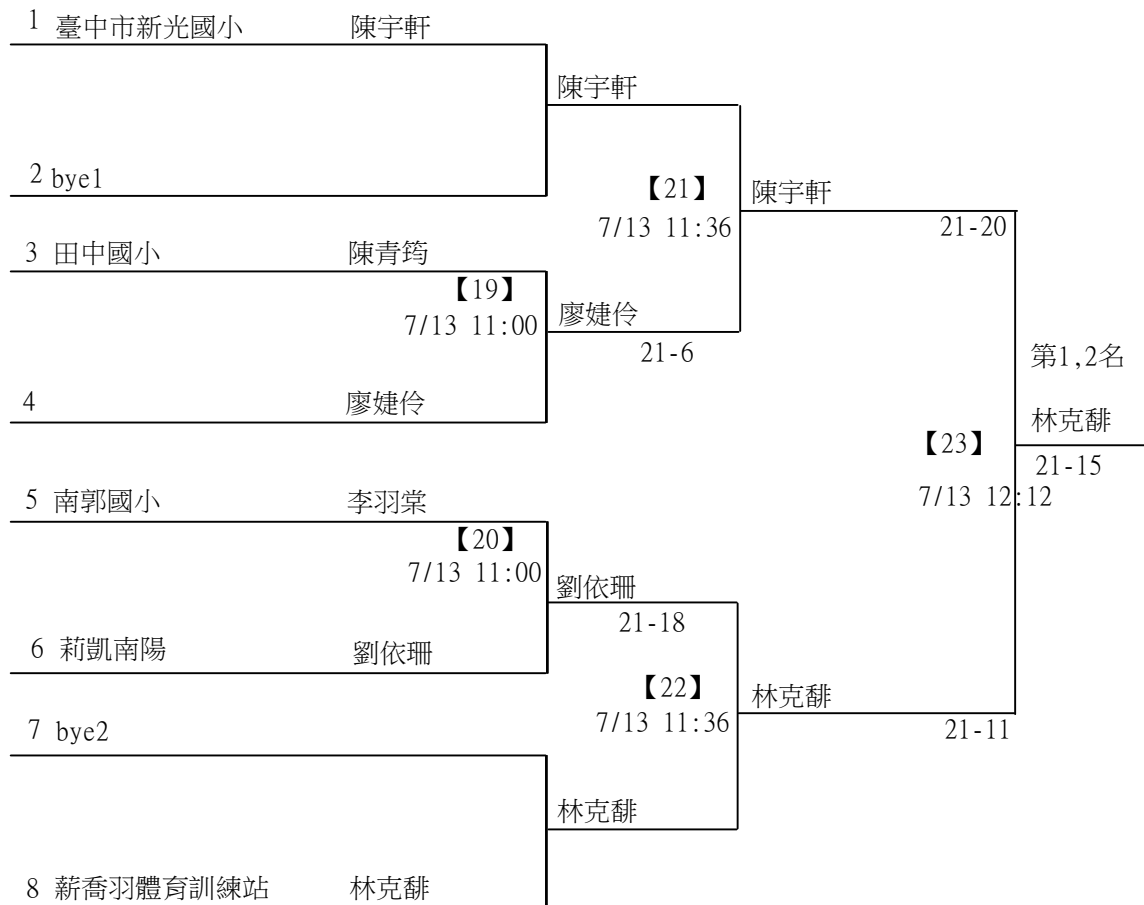 1 臺中市新光國小 陳宇軒
陳宇軒
2 bye1
【21】
陳宇軒
7/13 11:36
21-20
3 田中國小 陳青筠
【19】
7/13 11:00
廖婕伶
21-6
第1,2名
4 廖婕伶
林克馡
【23】
21-15
7/13 12:12
5 南郭國小 李羽棠
【20】
7/13 11:00
劉依珊
21-18
6 莉凱南陽 劉依珊
【22】
林克馡
7/13 11:36
21-11
7 bye2
林克馡
8 薪喬羽體育訓練站 林克馡